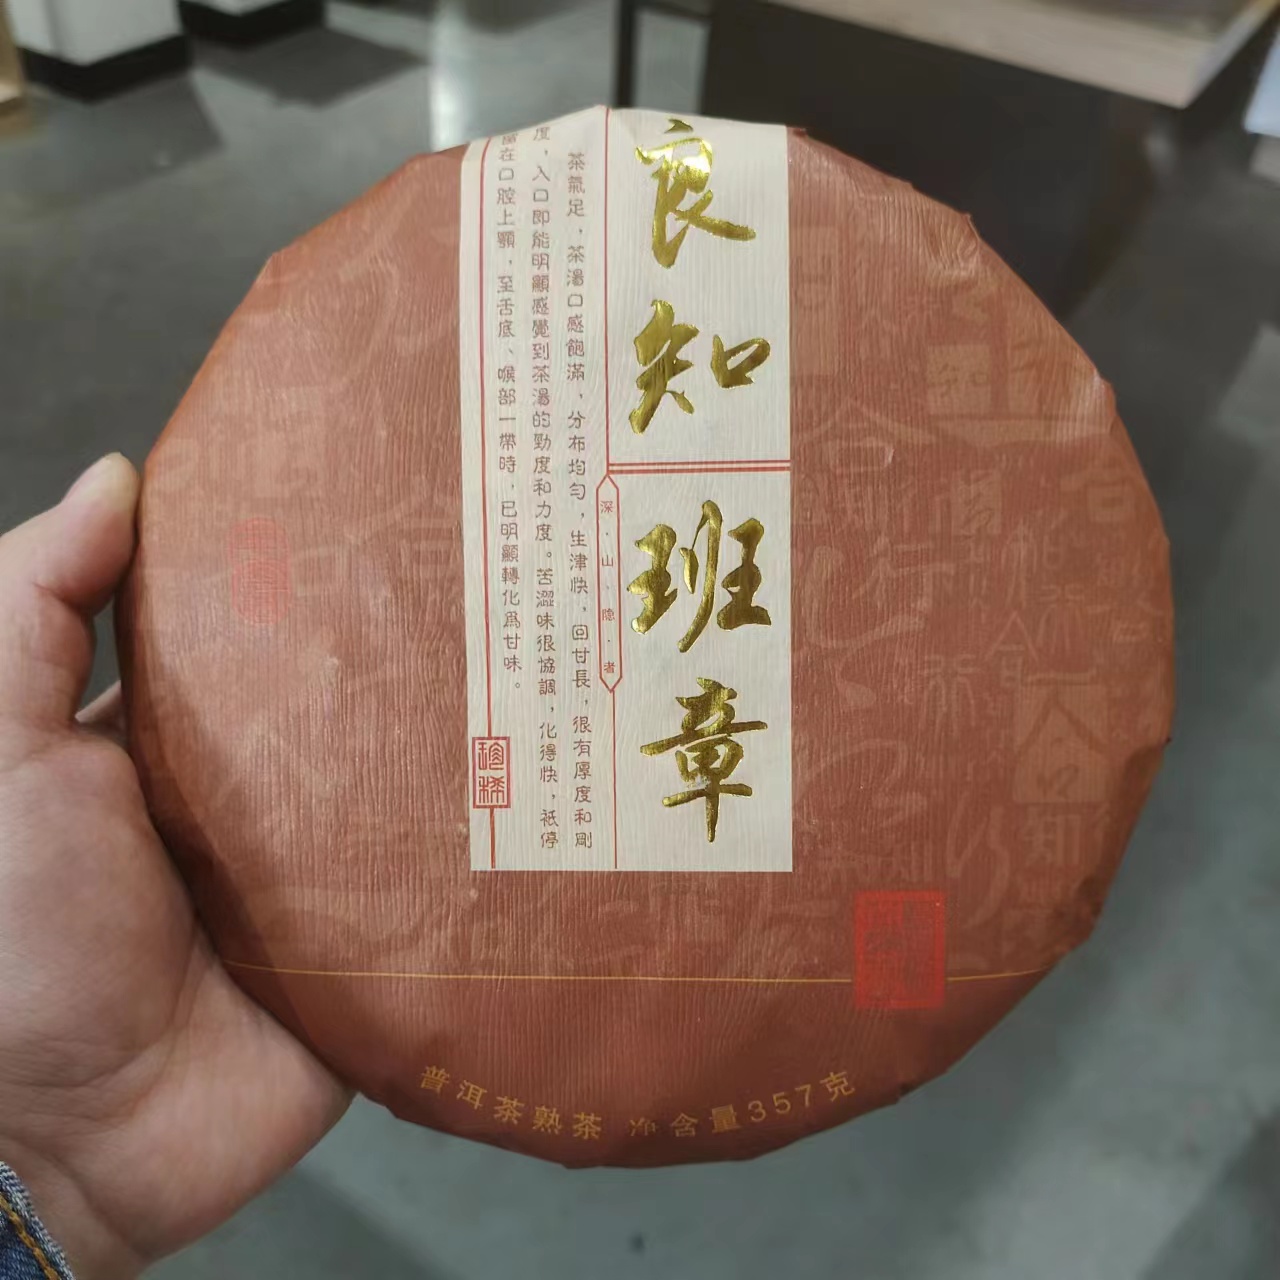 良知
班章
深·山·隐·者
茶氣足，茶湯口感飽滿，分布均勻，生津快，回甘長，很有厚度和剛
度，入口即能明顯感覺到茶湯的勁度和力度。苦澀味很協調，化得快，祇停
留在口腔上顎，至舌底、喉部一帶時，已明顯轉化爲甘味。
珍稀
普洱茶熟茶 净含量357克